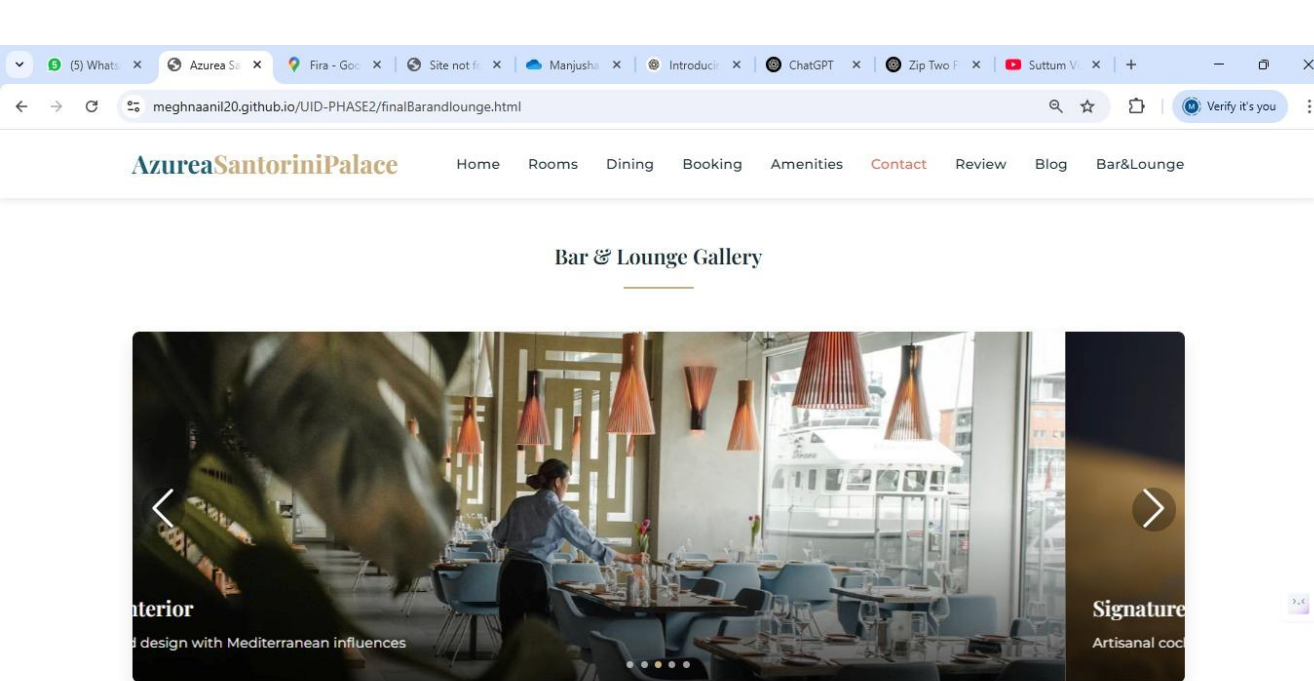 (5) Whats
Azurea Sa
Fira - Goo
Site not fo
Manjusha
Introducin
ChatGPT
Zip Two F
Suttum Vi
meghnaanil20.github.io/UID-PHASE2/finalBarandlounge.html
Verify it's you
AzureaSantoriniPalace
Home Rooms Dining Booking Amenities Contact Review Blog Bar&Lounge
Bar & Lounge Gallery
nterior
d design with Mediterranean influences
Signature
Artisanal cock